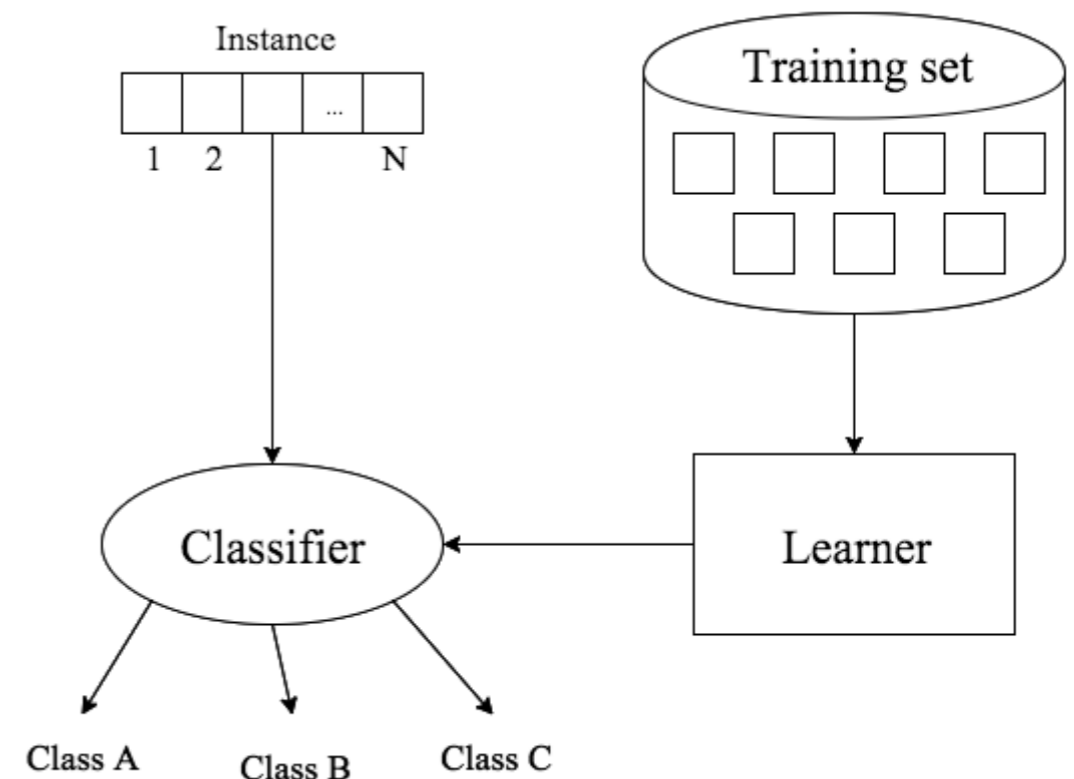 Instance
...
1 2 N
Training set
Classifier
Learner
Class A
Class B
Class C